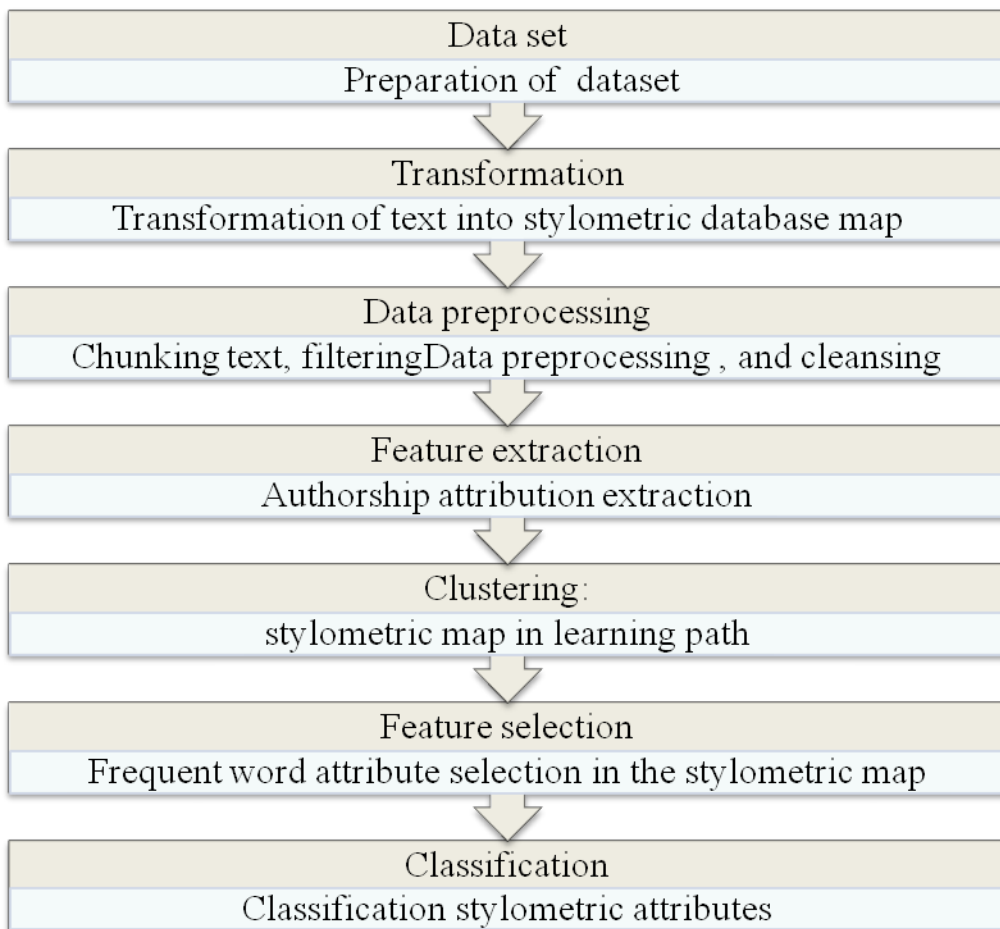 Data set
Preparation of dataset
Transformation
Transformation of text into stylometric database map
Data preprocessing
Chunking text, filteringData preprocessing , and cleansing
Feature extraction
Authorship attribution extraction
Clustering:
stylometric map in learning path
Feature selection
Frequent word attribute selection in the stylometric map
Classification
Classification stylometric attributes